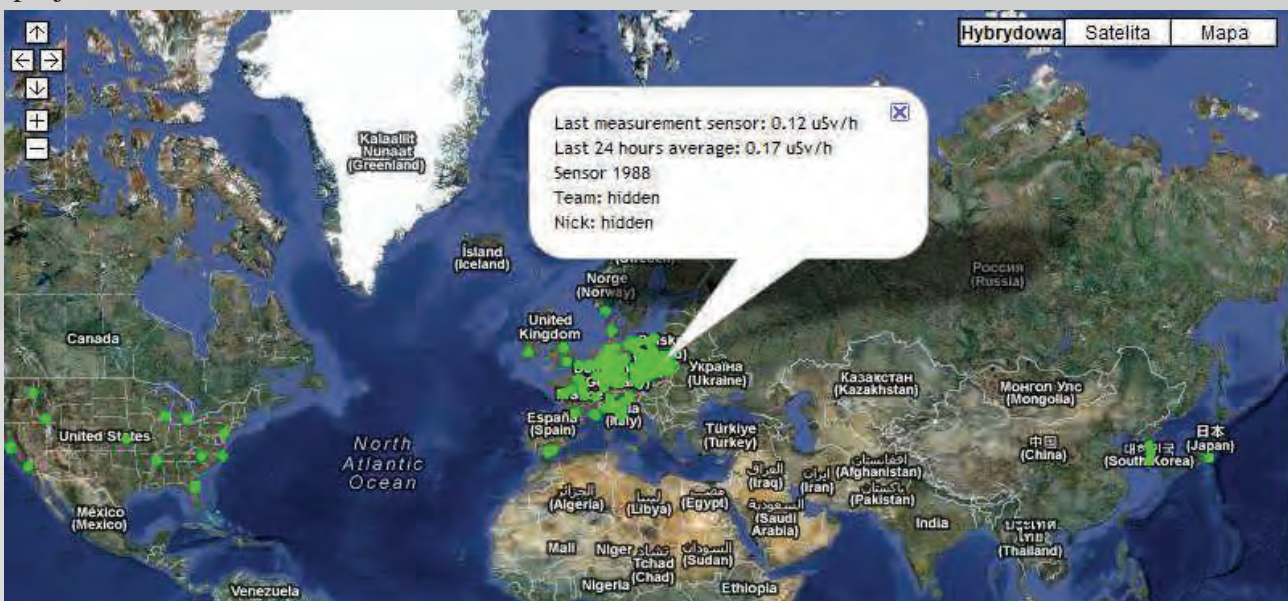 Hybrydowa
Satelita
Mapa
Last measurement sensor: 0.12 uSv/h
Last 24 hours average: 0.17 uSv/h
Sensor 1988
Team: hidden
Nick: hidden
Kalaallit
Nunaat
(Greenland)
Ísland
(Iceland)
Norge
(Norway)
Россия
(Russia)
United
Kingdom
Canada
Україна
(Ukraine)
Казакстан
(Kazakhstan)
Монгол Улс
(Mongolia)
United States
España
(Spain)
(Italy)
Türkiye
(Turkey)
North
Atlantic
Ocean
中国
(China)
(South Korea)
日本
(Japan)
México
(Mexico)
الجزائر
(Algeria)
ليبيا
(Libya)
مصر
(Egypt)
العراق
(Iraq)
ایران
(Iran)
افغانستان
(Afghanistan)
پاکستان
(Pakistan)
السعودية
(Saudi
Arabia)
India
ประเทศ
ไทย
(Thailand)
Mali
Niger
تشاد
Tchad
(Chad)
السودان
(Sudan)
Nigeria
Ethiopia
Venezuela